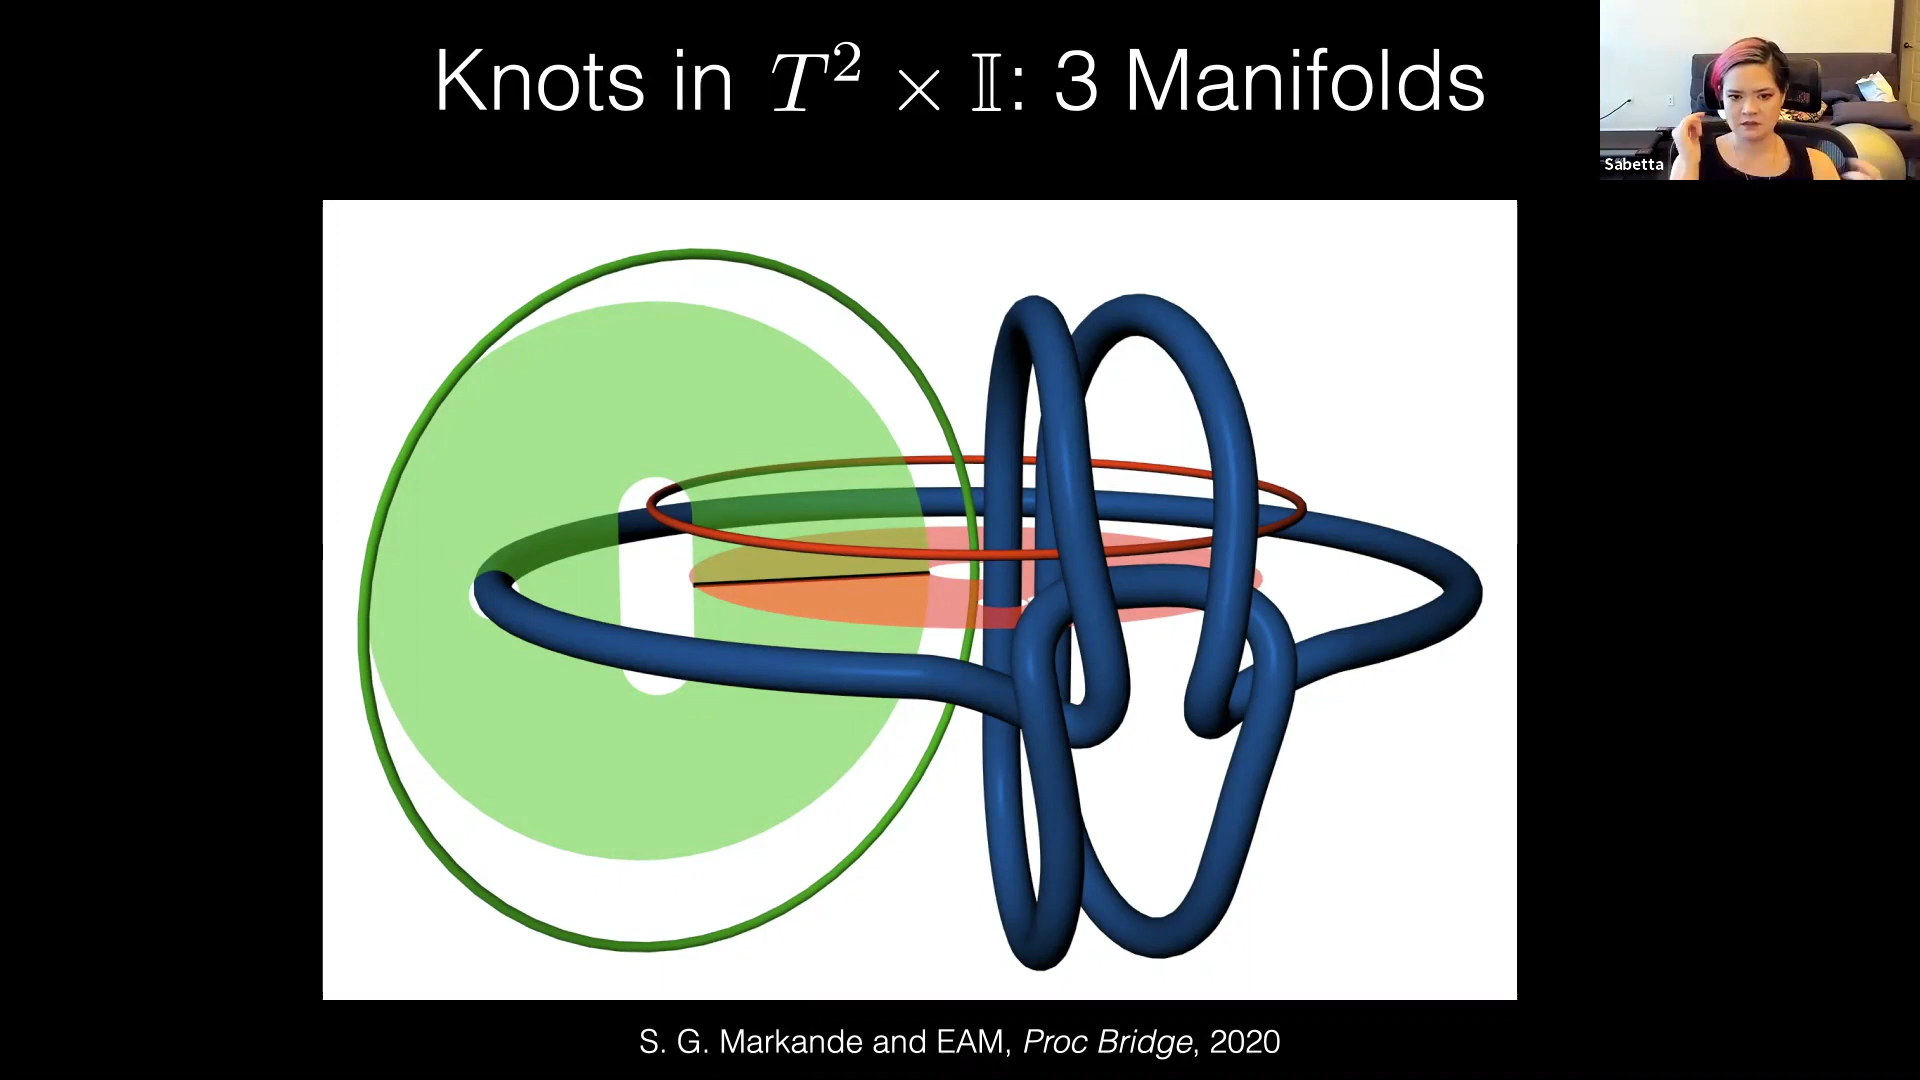 Knots in T² × 𝕀: 3 Manifolds
Sabetta
S. G. Markande and EAM, Proc Bridge, 2020